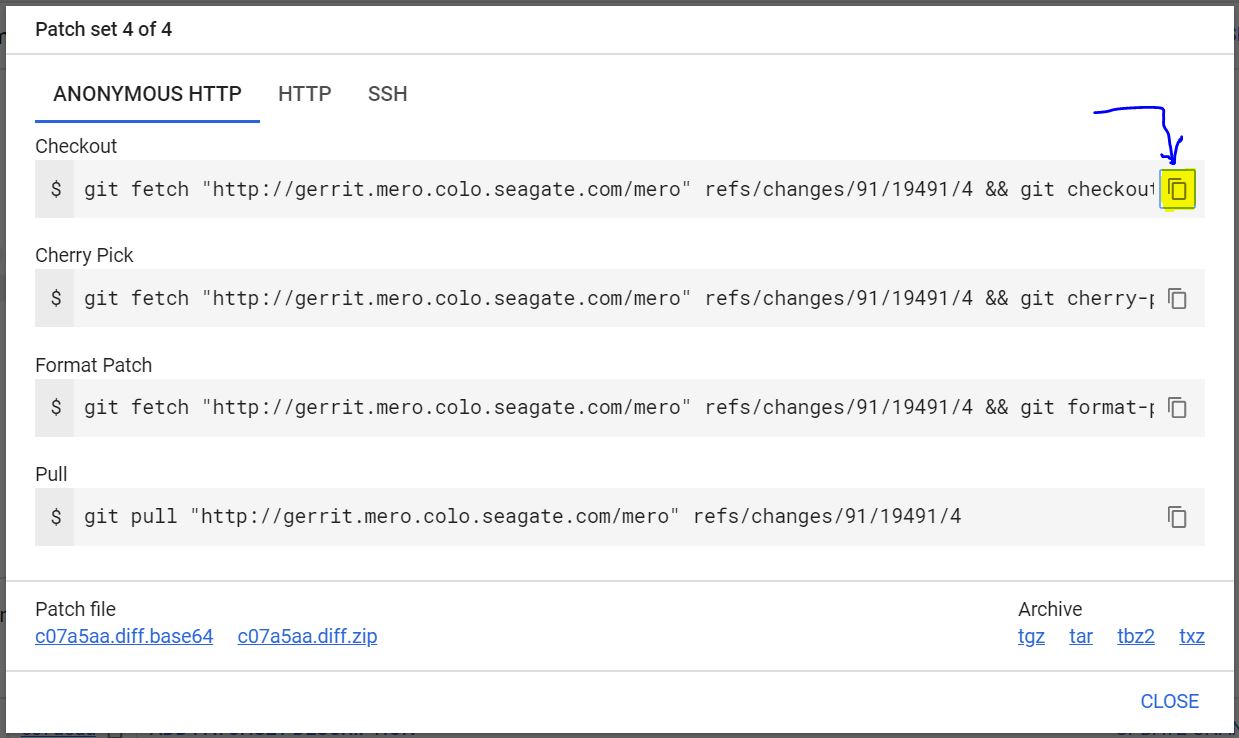 Patch set 4 of 4
ANONYMOUS HTTP HTTP SSH
Checkout
$ git fetch "http://gerrit.mero.colo.seagate.com/mero" refs/changes/91/19491/4 && git checkout
Cherry Pick
$ git fetch "http://gerrit.mero.colo.seagate.com/mero" refs/changes/91/19491/4 && git cherry-p
Format Patch
$ git fetch "http://gerrit.mero.colo.seagate.com/mero" refs/changes/91/19491/4 && git format-p
Pull
$ git pull "http://gerrit.mero.colo.seagate.com/mero" refs/changes/91/19491/4
Patch file Archive
c07a5aa.diff.base64 c07a5aa.diff.zip tgz tar tbz2 txz
CLOSE